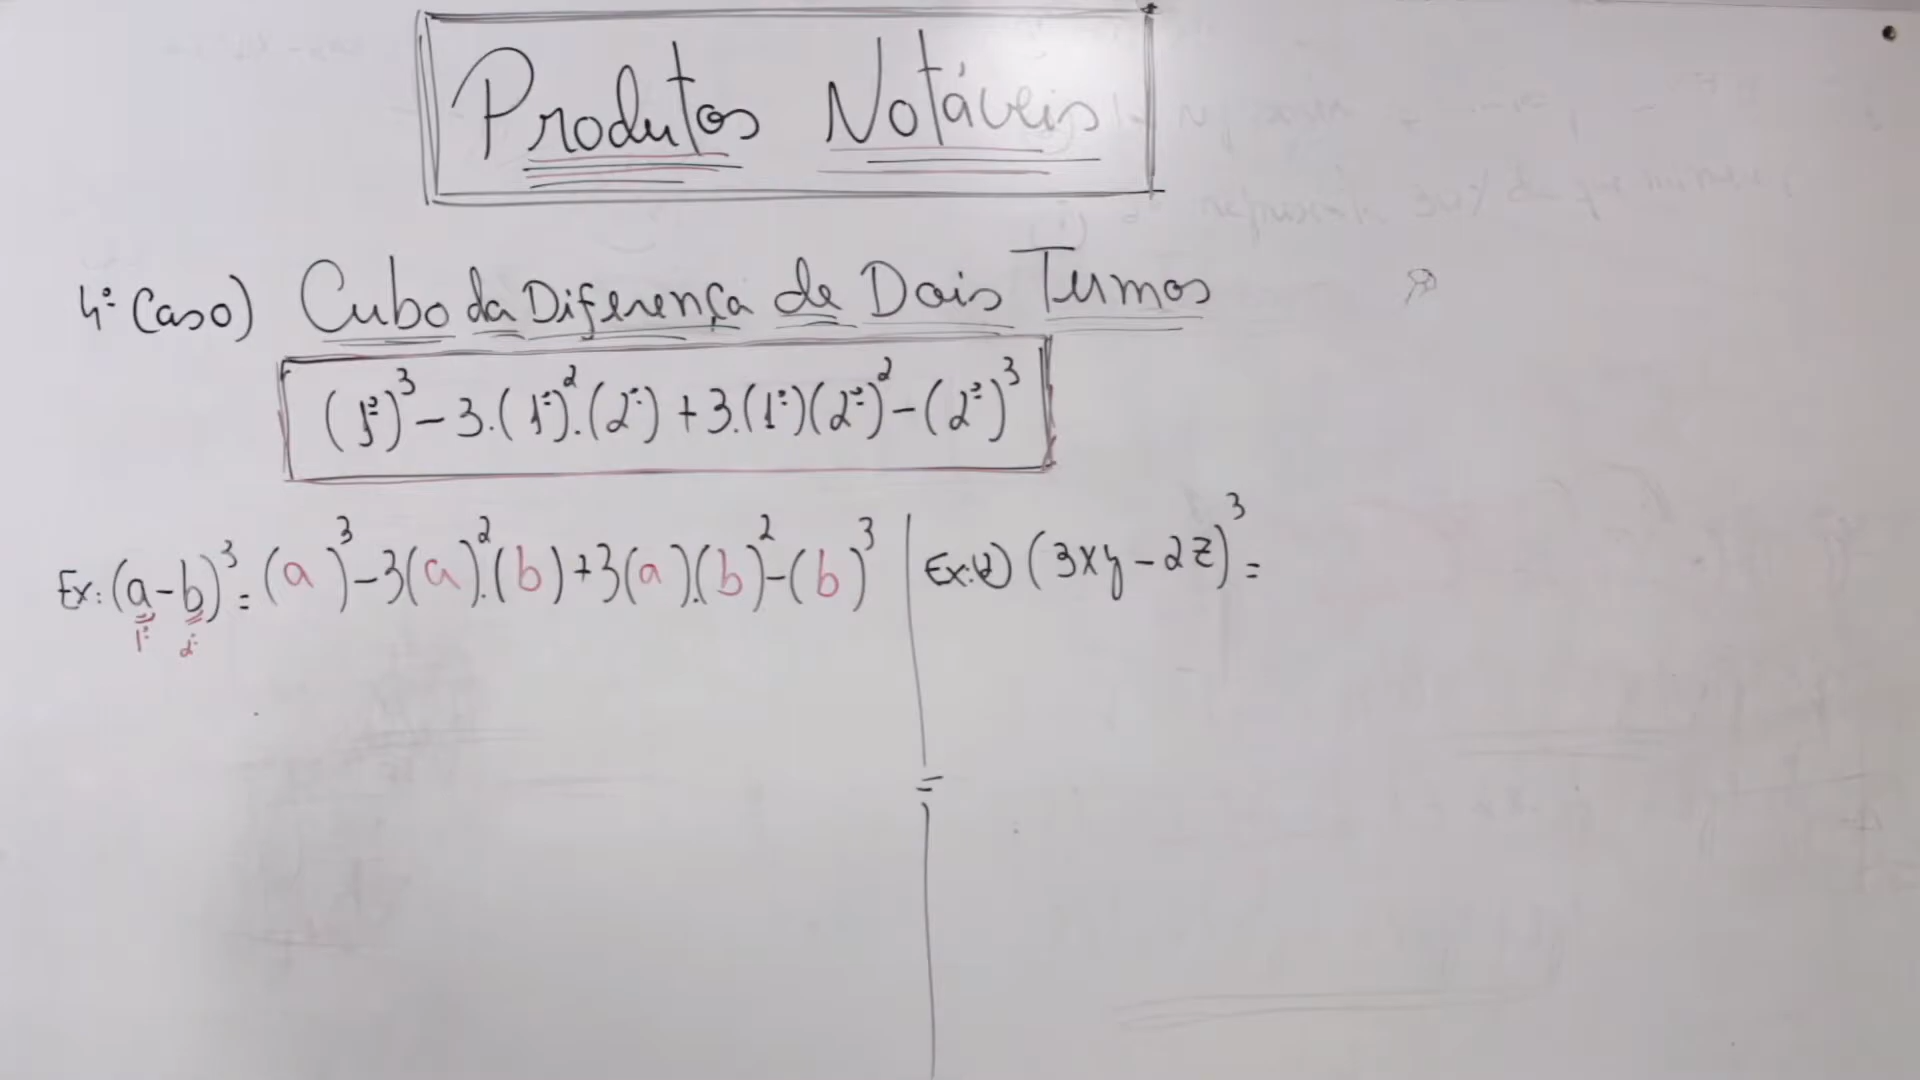 Produtos Notáveis
4º Caso) Cubo da Diferença de Dois Termos
(1º)³ - 3.(1º)².(2º) + 3.(1º)(2º)² - (2º)³
Ex: (a-b)³ = (a)³ - 3(a)².(b) + 3(a).(b)² - (b)³
1º 2º
Ex:2) (3xy - 2z)³ =
=